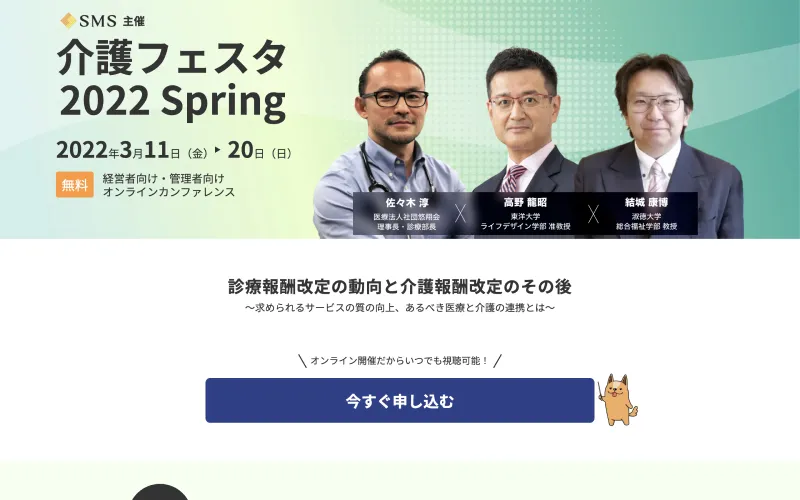 SMS 主催
介護フェスタ
2022 Spring
2022年3月11日（金）▶ 20日（日）
無料
経営者向け・管理者向け
オンラインカンファレンス
佐々木 淳
医療法人社団悠翔会
理事長・診療部長
高野 龍昭
東洋大学
ライフデザイン学部 准教授
結城 康博
淑徳大学
総合福祉学部 教授
診療報酬改定の動向と介護報酬改定のその後
〜求められるサービスの質の向上、あるべき医療と介護の連携とは〜
オンライン開催だからいつでも視聴可能！
今すぐ申し込む